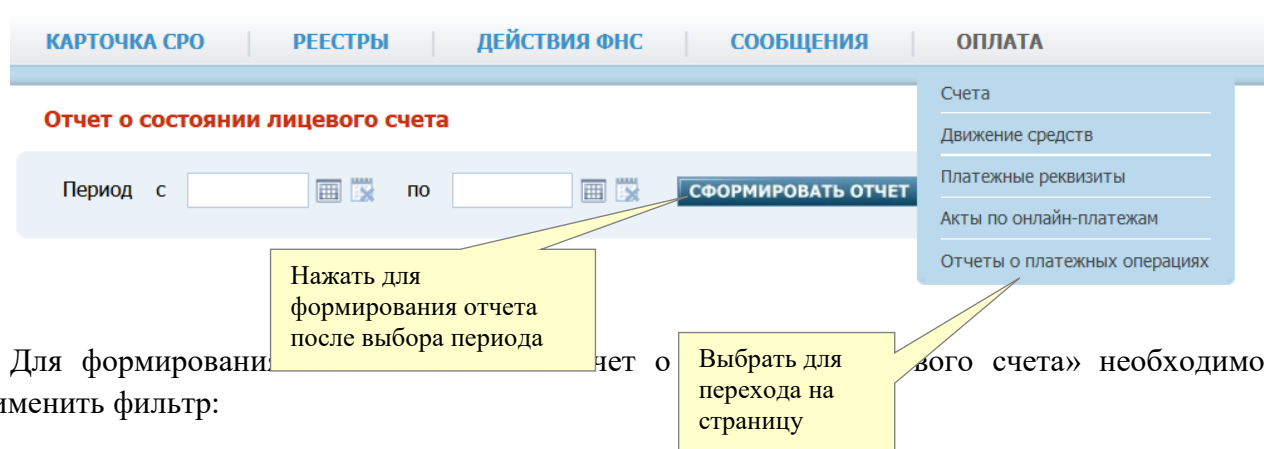 КАРТОЧКА СРО РЕЕСТРЫ ДЕЙСТВИЯ ФНС СООБЩЕНИЯ ОПЛАТА
Счета
Движение средств
Платежные реквизиты
Акты по онлайн-платежам
Отчеты о платежных операциях
Отчет о состоянии лицевого счета
Период с по СФОРМИРОВАТЬ ОТЧЕТ
Нажать для
формирования отчета
после выбора периода
Выбрать для
перехода на
страницу
Для формировани чет о вого счета» необходимо
именить фильтр: